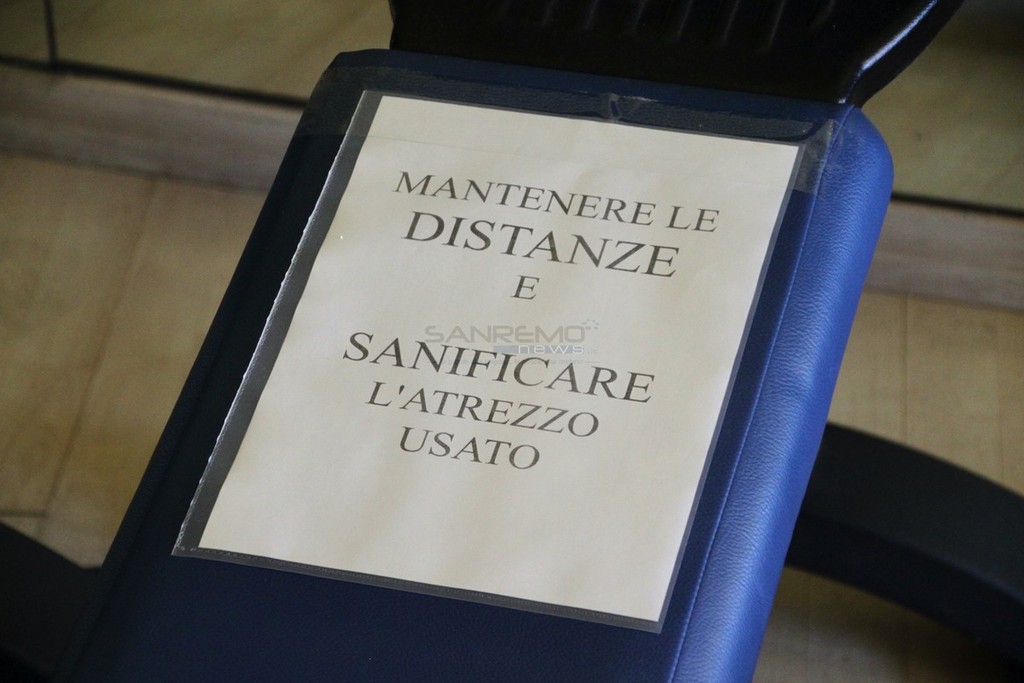 MANTENERE LE
DISTANZE
E
SANREMO
news
SANIFICARE
L'ATREZZO
USATO